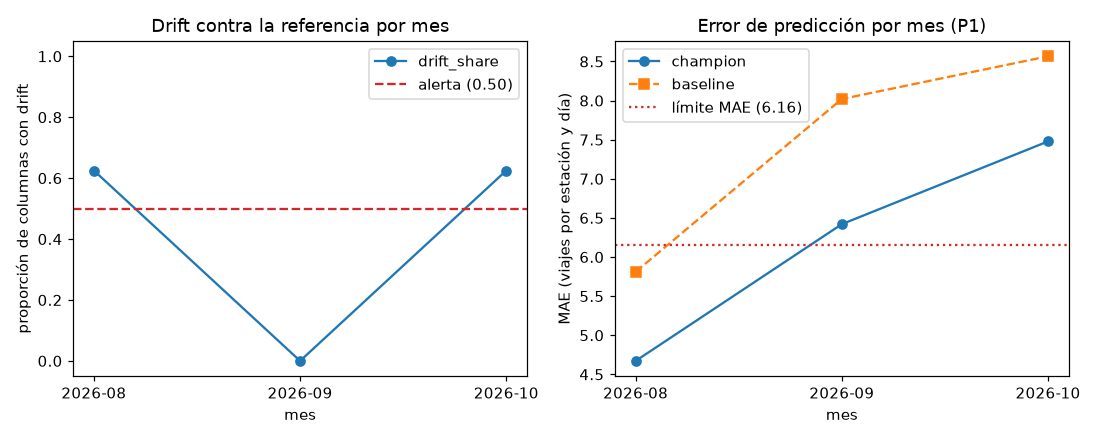 Drift contra la referencia por mes
proporción de columnas con drift
1.0
0.8
0.6
0.4
0.2
0.0
drift_share
alerta (0.50)
2026-08
2026-09
2026-10
mes
Error de predicción por mes (P1)
MAE (viajes por estación y día)
8.5
8.0
7.5
7.0
6.5
6.0
5.5
5.0
4.5
champion
baseline
límite MAE (6.16)
2026-08
2026-09
2026-10
mes